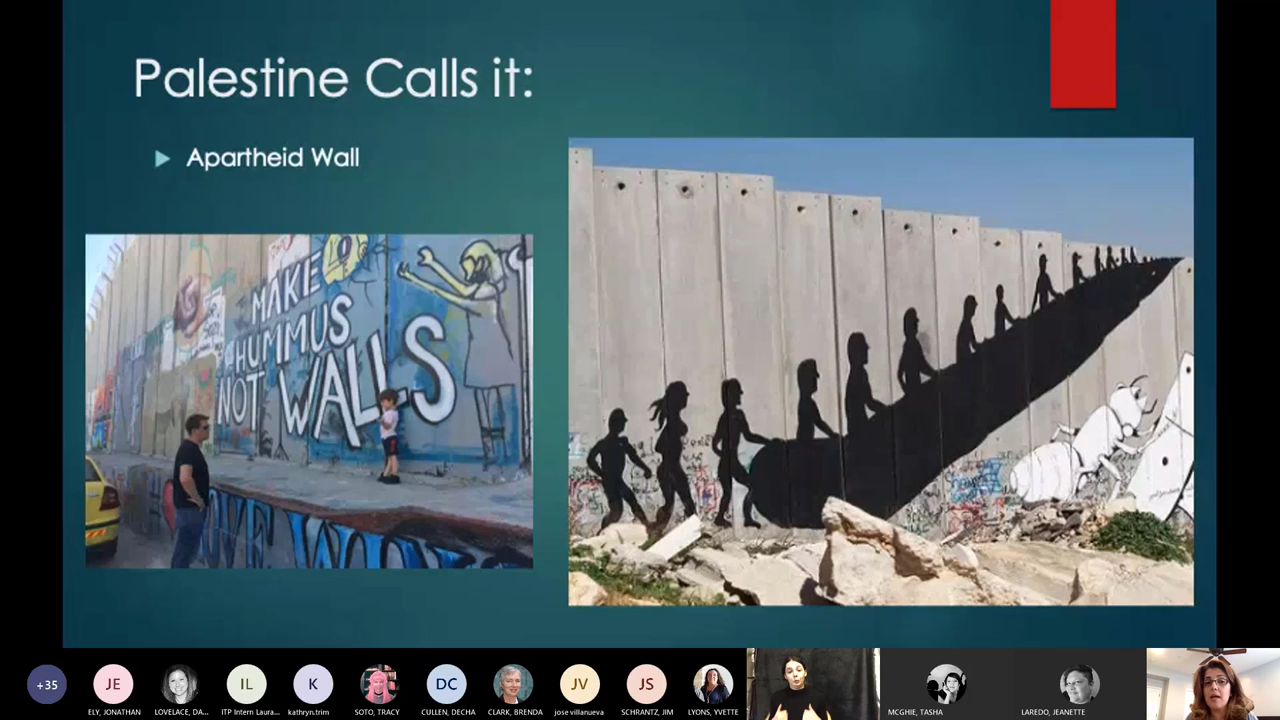 Palestine Calls it:
Apartheid Wall
MAKE
HUMMUS
NOT WALLS
+35
JE
IL
K
DC
JV
JS
ELY, JONATHAN
LOVELACE, DA...
ITP Intern Laura...
kathryn.trim
SOTO, TRACY
CULLEN, DECHA
CLARK, BRENDA
jose villanueva
SCHRANTZ, JIM
LYONS, YVETTE
MCGHIE, TASHA
LAREDO, JEANETTE